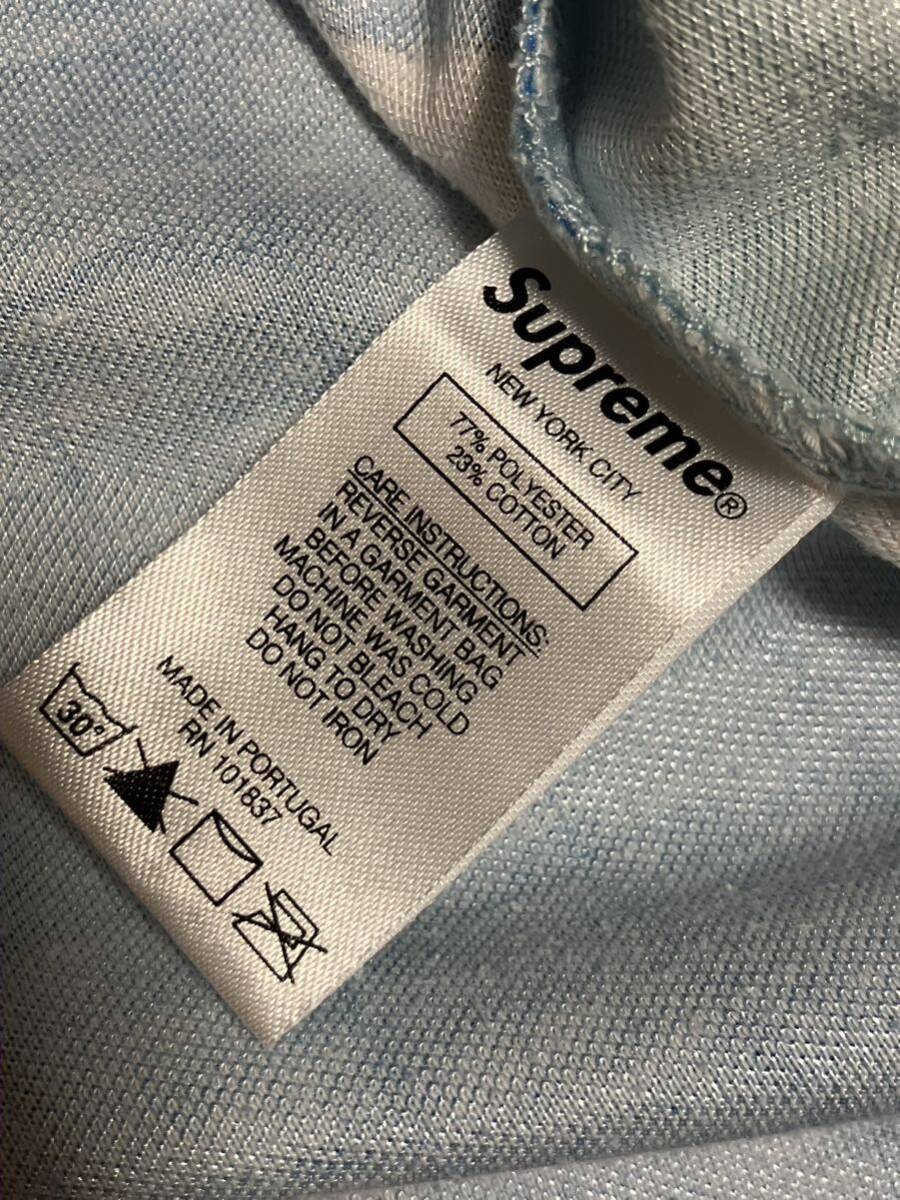 Supreme®
NEW YORK CITY
77% POLYESTER
23% COTTON
CARE INSTRUCTIONS:
REVERSE GARMENT
IN A GARMENT BAG
BEFORE WASHING
MACHINE WAS COLD
DO NOT BLEACH
HANG TO DRY
DO NOT IRON
MADE IN PORTUGAL
RN 101837
30°